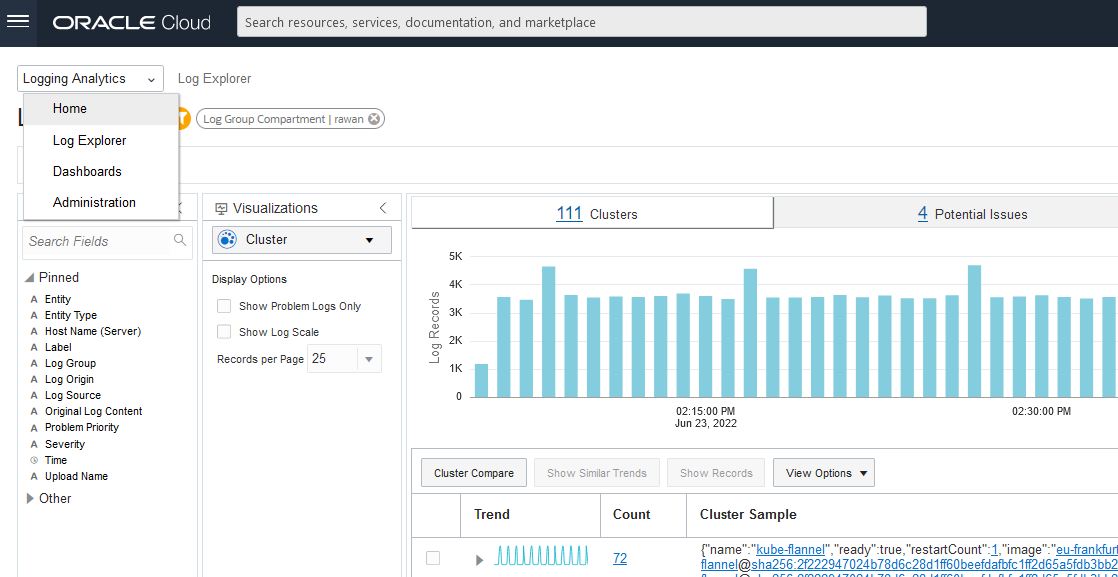 ORACLE Cloud
Search resources, services, documentation, and marketplace
Logging Analytics
Log Explorer
Home
Log Explorer
Dashboards
Administration
Log Group Compartment | rawan
Search Fields
Pinned
A Entity
A Entity Type
A Host Name (Server)
A Label
A Log Group
A Log Origin
A Log Source
A Original Log Content
A Problem Priority
A Severity
Time
A Upload Name
Other
Visualizations
Cluster
Display Options
Show Problem Logs Only
Show Log Scale
Records per Page 25
111 Clusters
4 Potential Issues
Log Records
5K
4K
3K
2K
1K
0
02:15:00 PM
Jun 23, 2022
02:30:00 PM
Cluster Compare
Show Similar Trends
Show Records
View Options
Trend
Count
Cluster Sample
72
{"name":"kube-flannel","ready":true,"restartCount":1,"image":"eu-frankfurt
flannel@sha256:2f222947024b78d6c28d1ff60beefdafbfc1ff2d65a5fdb3bb2